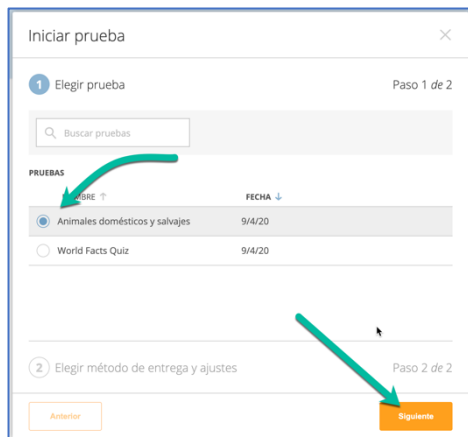 Iniciar prueba
1 Elegir prueba Paso 1 de 2
Buscar pruebas
PRUEBAS
MBRE FECHA
Animales domésticos y salvajes 9/4/20
World Facts Quiz 9/4/20
2 Elegir método de entrega y ajustes Paso 2 de 2
Anterior Siguiente